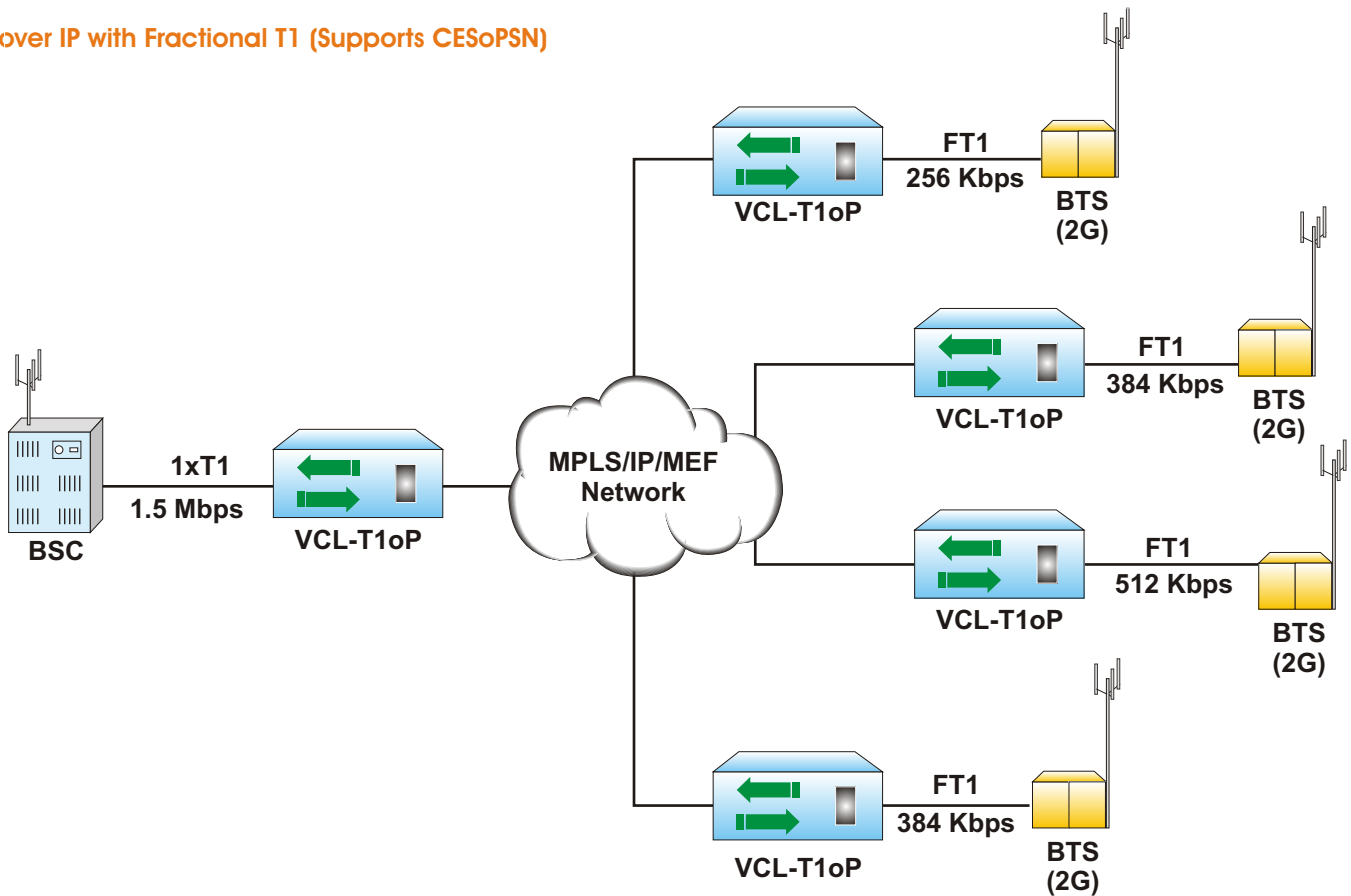 over IP with Fractional T1 (Supports CESoPSN)
FT1
256 Kbps
VCL-T1oP
BTS
(2G)
FT1
384 Kbps
VCL-T1oP
BTS
(2G)
1xT1
1.5 Mbps
BSC
VCL-T1oP
MPLS/IP/MEF
Network
FT1
512 Kbps
VCL-T1oP
BTS
(2G)
FT1
384 Kbps
VCL-T1oP
BTS
(2G)